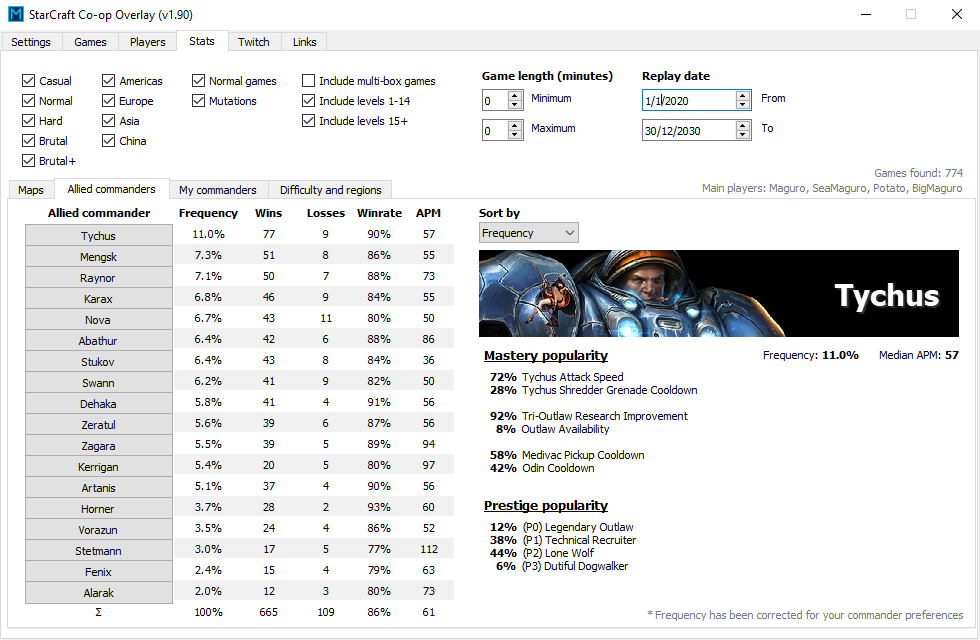 StarCraft Co-op Overlay (v1.90)
Settings Games Players Stats Twitch Links
Casual Americas Normal games Include multi-box games
Normal Europe Mutations Include levels 1-14
Hard Asia Include levels 15+
Brutal China
Brutal+
Game length (minutes) Replay date
0 Minimum 1/1/2020 From
0 Maximum 30/12/2030 To
Games found: 774
Main players: Maguro, SeaMaguro, Potato, BigMaguro
Maps Allied commanders My commanders Difficulty and regions
Allied commander Frequency Wins Losses Winrate APM
Tychus 11.0% 77 9 90% 57
Mengsk 7.3% 51 8 86% 55
Raynor 7.1% 50 7 88% 73
Karax 6.8% 46 9 84% 55
Nova 6.7% 43 11 80% 50
Abathur 6.4% 42 6 88% 86
Stukov 6.4% 43 8 84% 36
Swann 6.2% 41 9 82% 50
Dehaka 5.8% 41 4 91% 56
Zeratul 5.6% 39 6 87% 56
Zagara 5.5% 39 5 89% 94
Kerrigan 5.4% 20 5 80% 97
Artanis 5.1% 37 4 90% 56
Horner 3.7% 28 2 93% 60
Vorazun 3.5% 24 4 86% 52
Stetmann 3.0% 17 5 77% 112
Fenix 2.4% 15 4 79% 63
Alarak 2.0% 12 3 80% 73
Σ 100% 665 109 86% 61
Sort by
Frequency
Tychus
Mastery popularity Frequency: 11.0% Median APM: 57
72% Tychus Attack Speed
28% Tychus Shredder Grenade Cooldown
92% Tri-Outlaw Research Improvement
8% Outlaw Availability
58% Medivac Pickup Cooldown
42% Odin Cooldown
Prestige popularity
12% (P0) Legendary Outlaw
38% (P1) Technical Recruiter
44% (P2) Lone Wolf
6% (P3) Dutiful Dogwalker
* Frequency has been corrected for your commander preferences